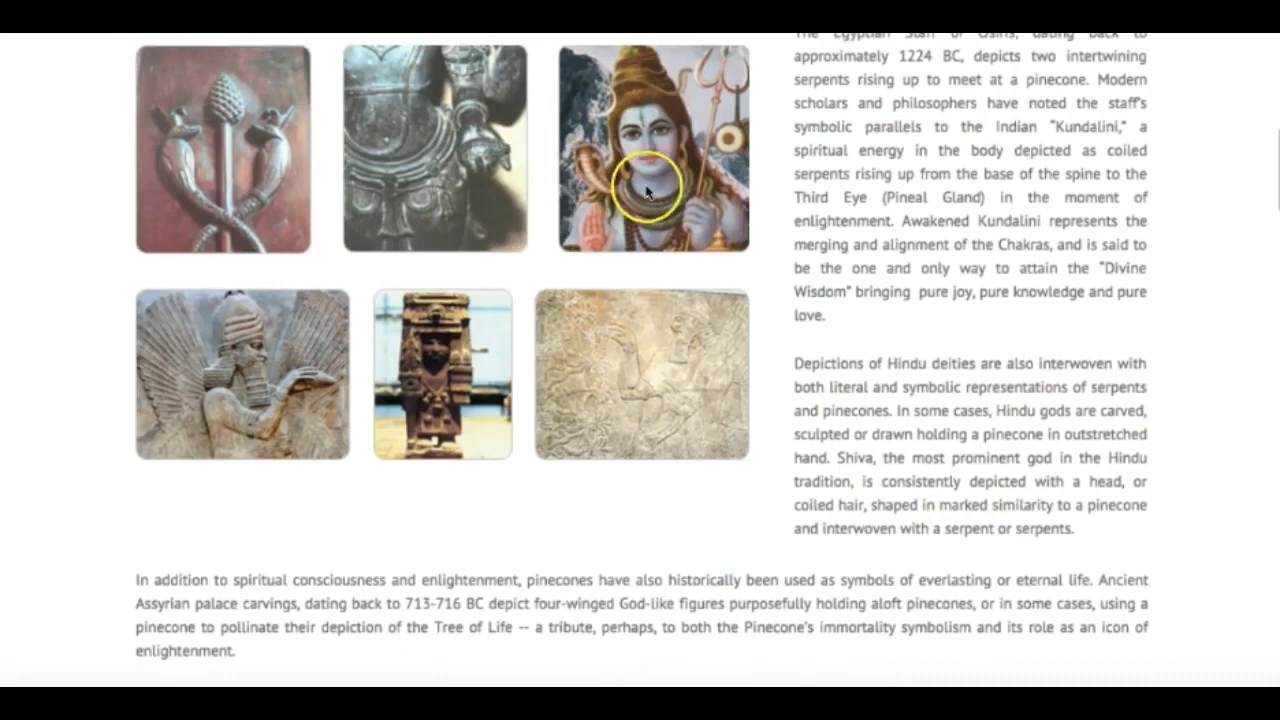 The Egyptian Staff of Osiris, dating back to
approximately 1224 BC, depicts two intertwining
serpents rising up to meet at a pinecone. Modern
scholars and philosophers have noted the staff's
symbolic parallels to the Indian "Kundalini," a
spiritual energy in the body depicted as coiled
serpents rising up from the base of the spine to the
Third Eye (Pineal Gland) in the moment of
enlightenment. Awakened Kundalini represents the
merging and alignment of the Chakras, and is said to
be the one and only way to attain the "Divine
Wisdom" bringing pure joy, pure knowledge and pure
love.
Depictions of Hindu deities are also interwoven with
both literal and symbolic representations of serpents
and pinecones. In some cases, Hindu gods are carved,
sculpted or drawn holding a pinecone in outstretched
hand. Shiva, the most prominent god in the Hindu
tradition, is consistently depicted with a head, or
coiled hair, shaped in marked similarity to a pinecone
and interwoven with a serpent or serpents.
In addition to spiritual consciousness and enlightenment, pinecones have also historically been used as symbols of everlasting or eternal life. Ancient
Assyrian palace carvings, dating back to 713-716 BC depict four-winged God-like figures purposefully holding aloft pinecones, or in some cases, using a
pinecone to pollinate their depiction of the Tree of Life -- a tribute, perhaps, to both the Pinecone's immortality symbolism and its role as an icon of
enlightenment.